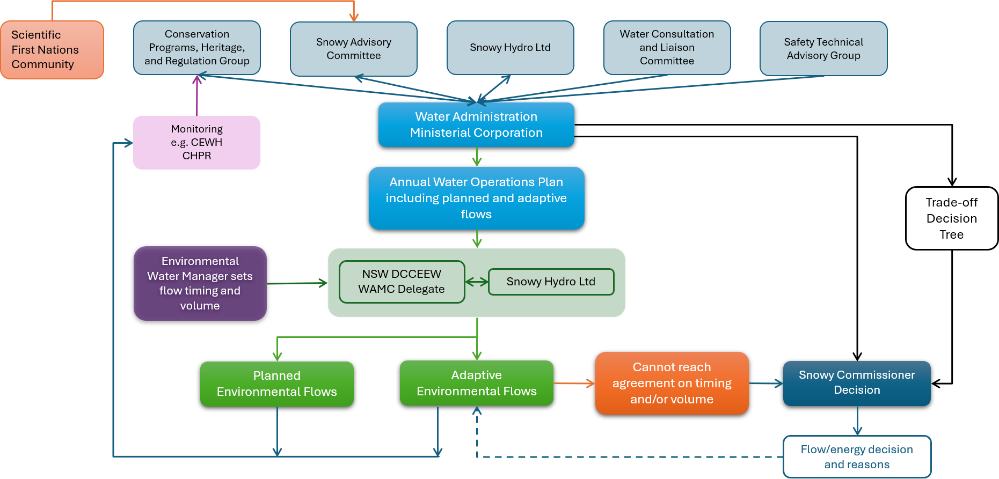 Scientific
First Nations
Community
Conservation
Programs, Heritage,
and Regulation Group
Snowy Advisory
Committee
Snowy Hydro Ltd
Water Consultation
and Liaison
Committee
Safety Technical
Advisory Group
Water Administration
Ministerial Corporation
Monitoring
e.g. CEWH
CHPR
Annual Water Operations Plan
including planned and adaptive
flows
Trade-off
Decision
Tree
Environmental
Water Manager sets
flow timing and
volume
NSW DCCEEW
WAMC Delegate
Snowy Hydro Ltd
Planned
Environmental Flows
Adaptive
Environmental Flows
Cannot reach
agreement on timing
and/or volume
Snowy Commissioner
Decision
Flow/energy decision
and reasons